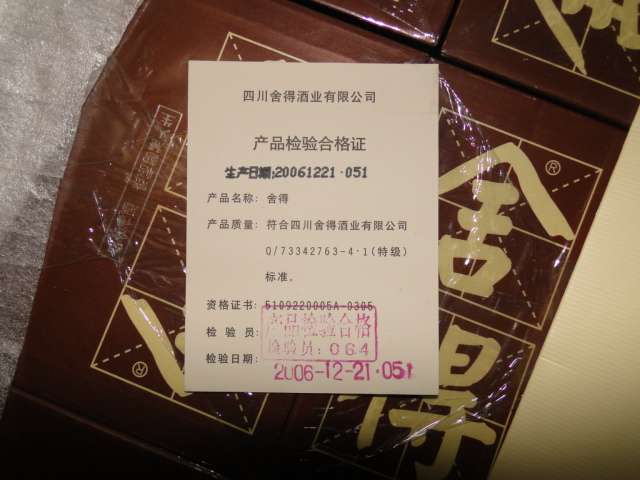 四川舍得酒业有限公司
产品检验合格证
生产日期:20061221·051
产品名称: 舍得
产品质量: 符合四川舍得酒业有限公司
Q/73342763-4·1(特级)
标准.
资格证书: 5109220005A-0305
检 验 员:
产品检验合格
检验员: 064
检验日期:
2006-12-21·051
舍
得
®
®